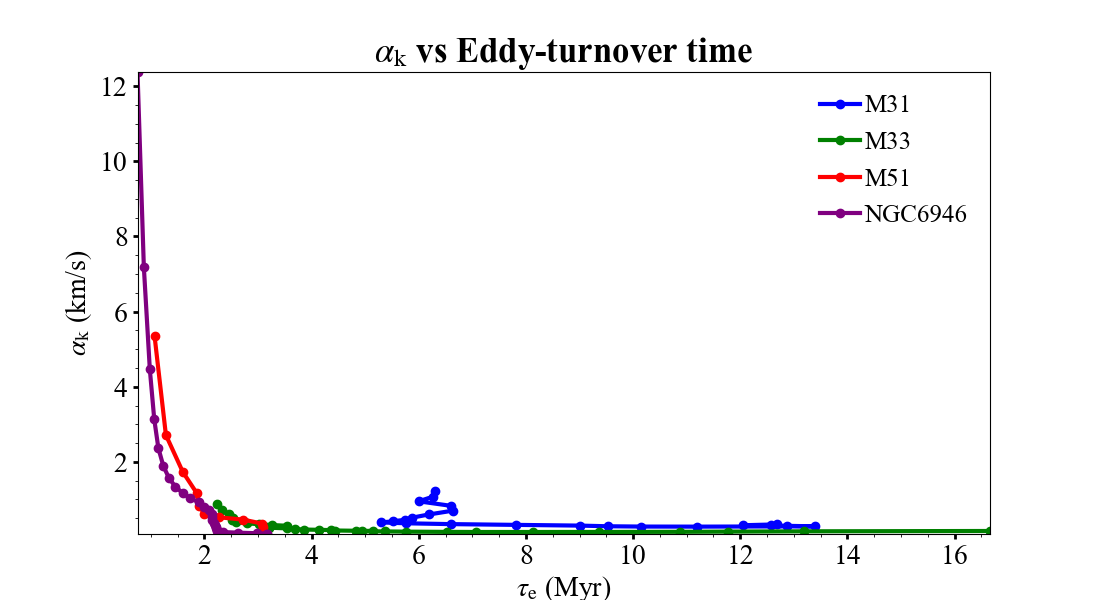 αk vs Eddy-turnover time
αk (km/s)
12
10
8
6
4
2
M31
M33
M51
NGC6946
2 4 6 8 10 12 14 16
τe (Myr)